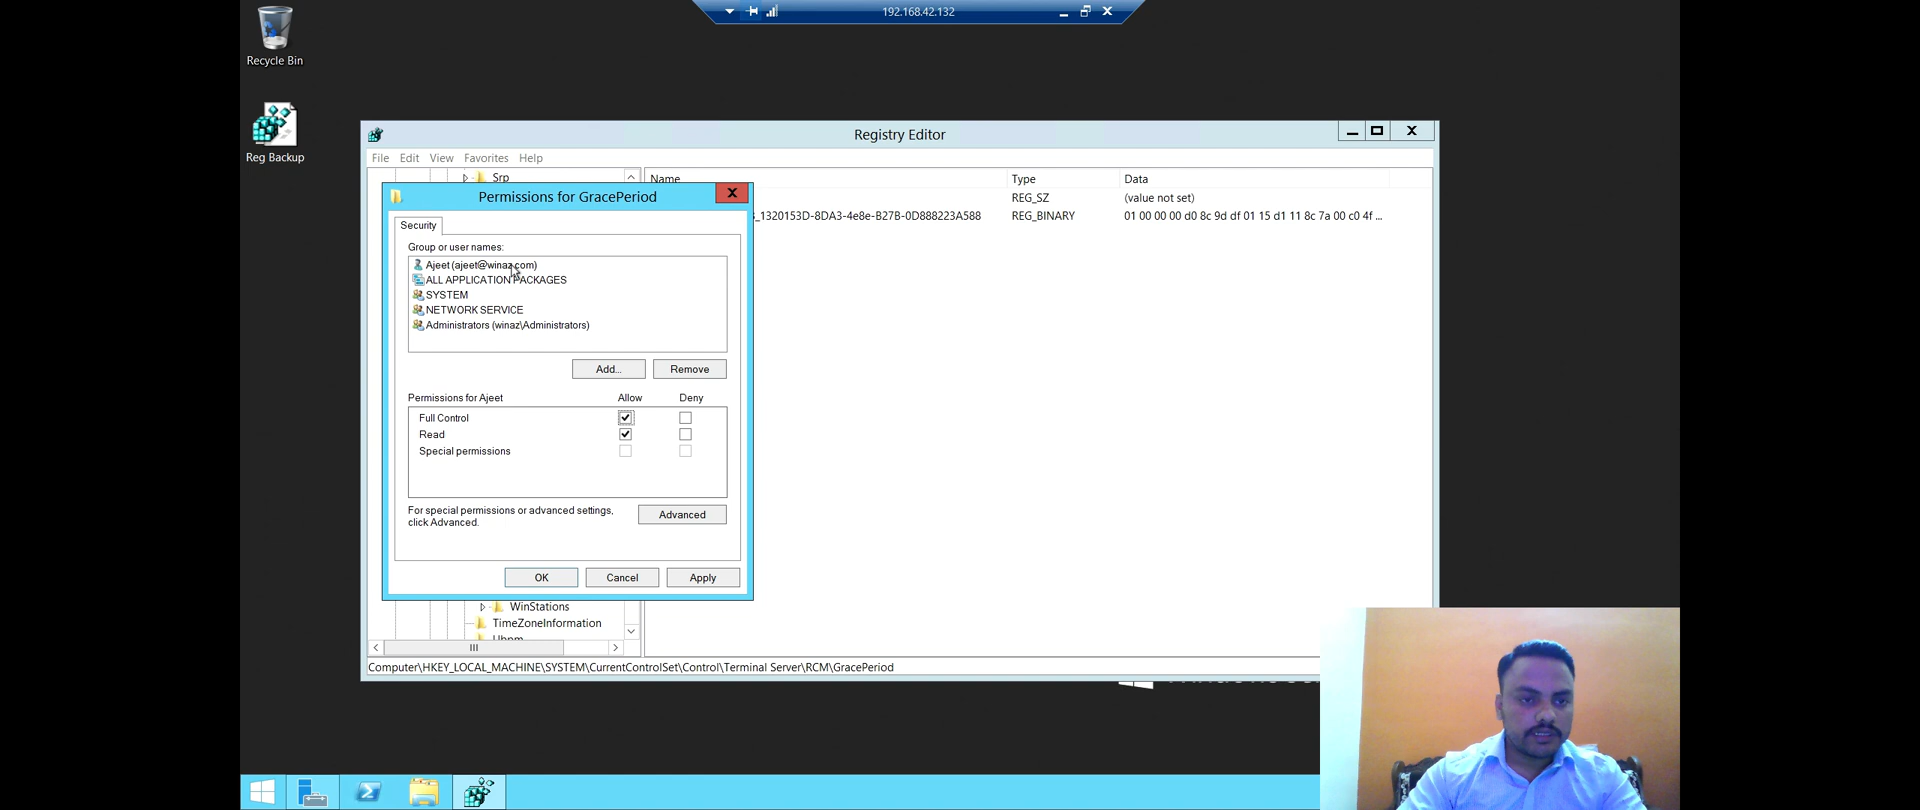 192.168.42.132
Recycle Bin
Reg Backup
Registry Editor
File Edit View Favorites Help
Srp
Name Type Data
REG_SZ (value not set)
_1320153D-8DA3-4e8e-B27B-0D888223A588 REG_BINARY 01 00 00 00 d0 8c 9d df 01 15 d1 11 8c 7a 00 c0 4f ...
Permissions for GracePeriod
Security
Group or user names:
Ajeet (ajeet@winaz.com)
ALL APPLICATION PACKAGES
SYSTEM
NETWORK SERVICE
Administrators (winaz\Administrators)
Add... Remove
Permissions for Ajeet Allow Deny
Full Control
Read
Special permissions
For special permissions or advanced settings,
click Advanced.
Advanced
OK Cancel Apply
WinStations
TimeZoneInformation
Computer\HKEY_LOCAL_MACHINE\SYSTEM\CurrentControlSet\Control\Terminal Server\RCM\GracePeriod